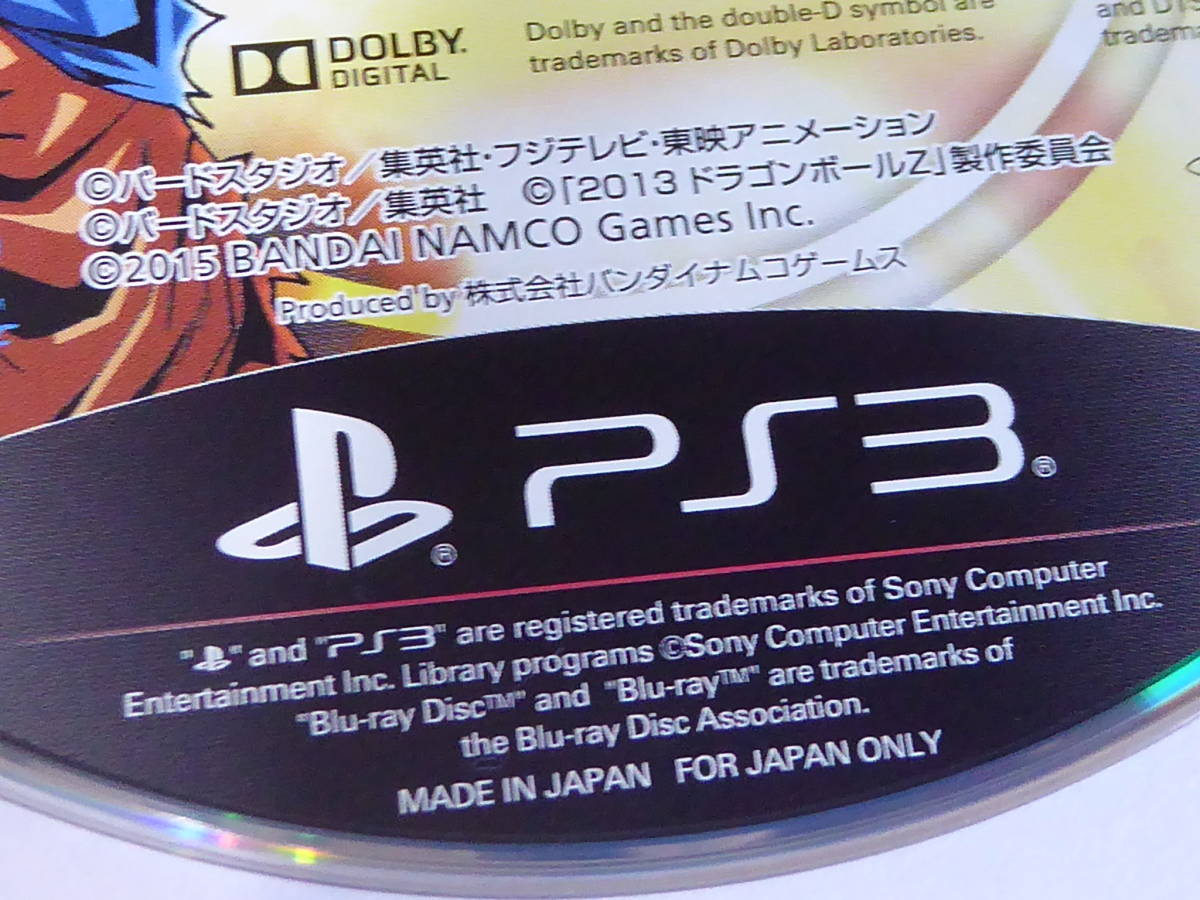 DOLBY.
DIGITAL
Dolby and the double-D symbol are
trademarks of Dolby Laboratories.
and DTS
©バードスタジオ/集英社・フジテレビ・東映アニメーション
©バードスタジオ/集英社 ©「2013 ドラゴンボールZ」製作委員会
©2015 BANDAI NAMCO Games Inc.
Produced by 株式会社バンダイナムコゲームス
PS3®
®
"" and "PS3" are registered trademarks of Sony Computer
Entertainment Inc. Library programs ©Sony Computer Entertainment Inc.
"Blu-ray Disc™" and "Blu-ray™" are trademarks of
the Blu-ray Disc Association.
MADE IN JAPAN FOR JAPAN ONLY